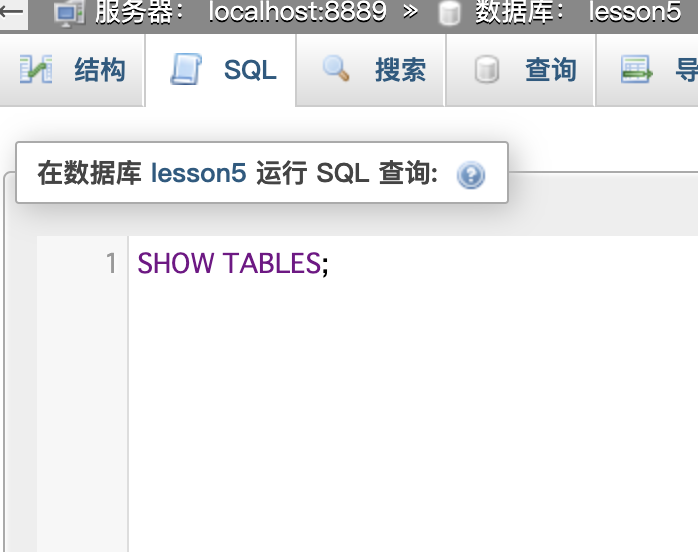 服务器： localhost:8889 » 数据库： lesson5
结构 SQL 搜索 查询 导
在数据库 lesson5 运行 SQL 查询:
1 SHOW TABLES;